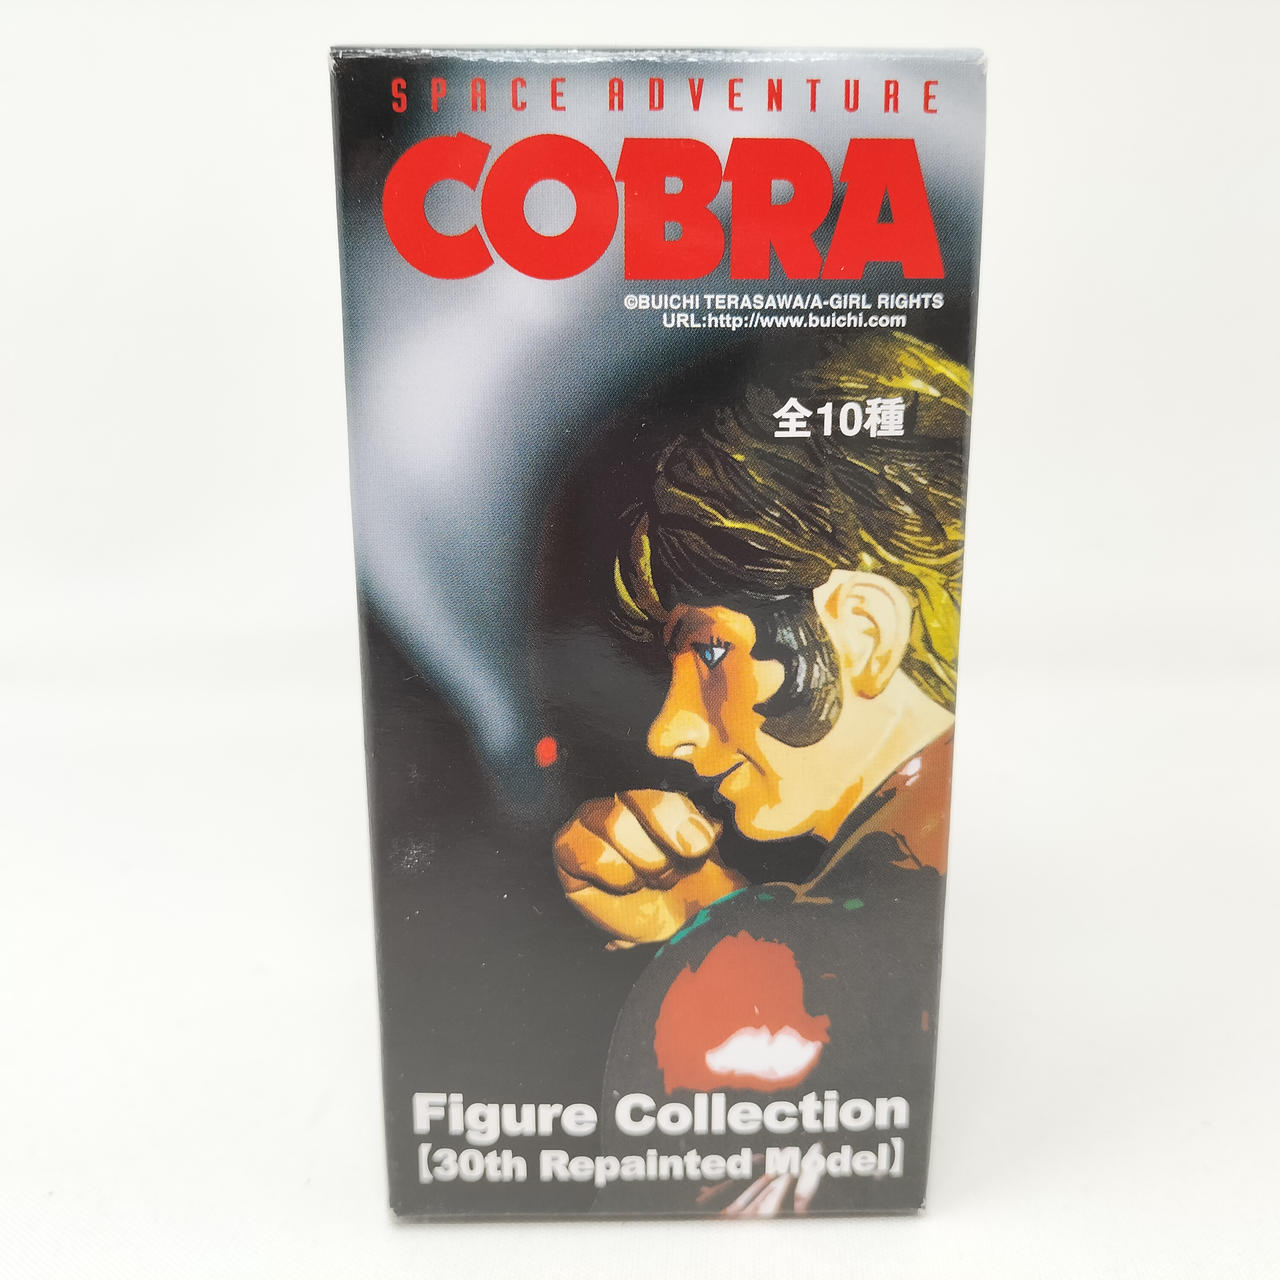 SPACE ADVENTURE
COBRA
©BUICHI TERASAWA/A-GIRL RIGHTS
URL:http://www.buichi.com
全10種
Figure Collection
【30th Repainted Model】